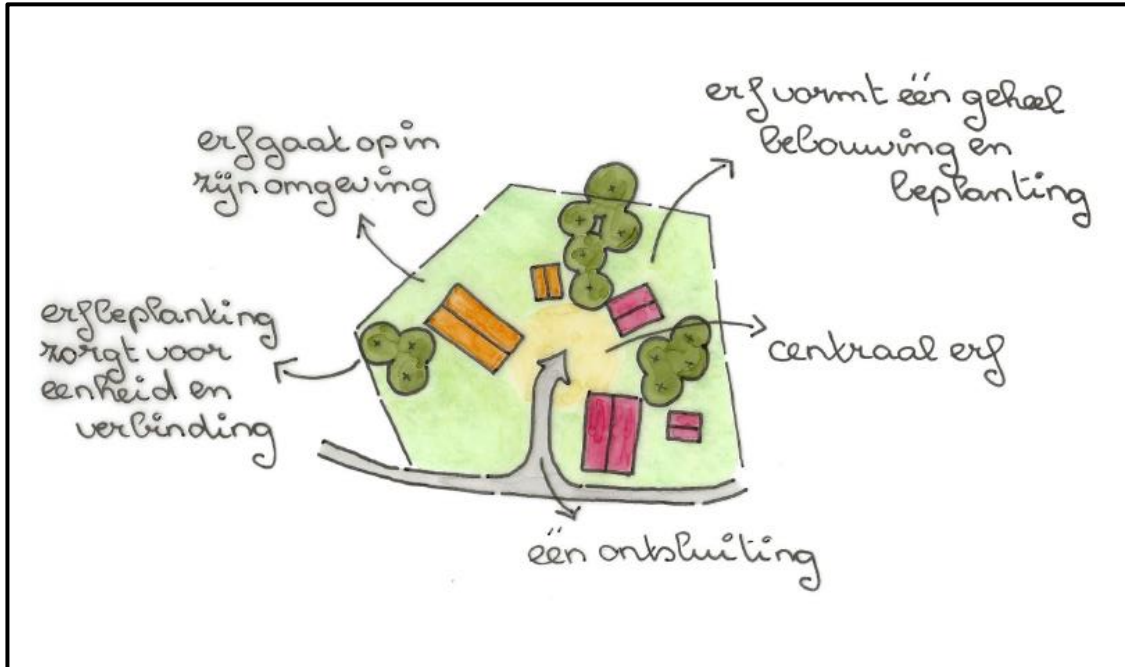 erf gaat op in
zijn omgeving
erf vormt één geheel
bebouwing en
beplanting
erfbeplanting
zorgt voor
eenheid en
verbinding
centraal erf
één ontsluiting